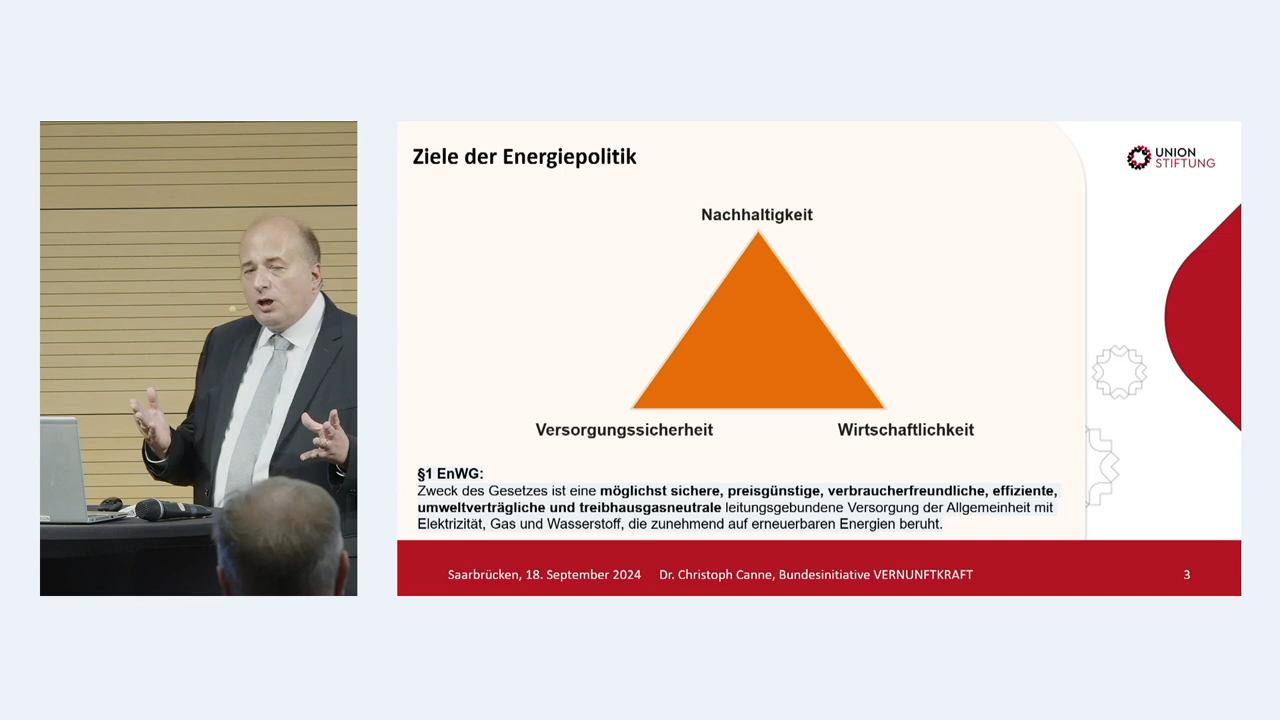 Ziele der Energiepolitik
UNION
STIFTUNG
Nachhaltigkeit
Versorgungssicherheit
Wirtschaftlichkeit
§1 EnWG:
Zweck des Gesetzes ist eine möglichst sichere, preisgünstige, verbraucherfreundliche, effiziente,
umweltverträgliche und treibhausgasneutrale leitungsgebundene Versorgung der Allgemeinheit mit
Elektrizität, Gas und Wasserstoff, die zunehmend auf erneuerbaren Energien beruht.
Saarbrücken, 18. September 2024 Dr. Christoph Canne, Bundesinitiative VERNUNFTKRAFT
3